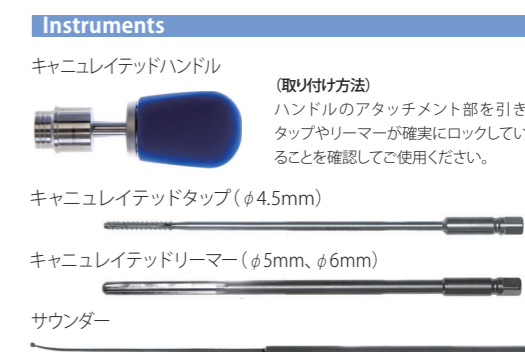 Instruments
キャニュレイテッドハンドル
(取り付け方法)
ハンドルのアタッチメント部を引き
タップやリーマーが確実にロックしてい
ることを確認してご使用ください。
キャニュレイテッドタップ(φ4.5mm)
キャニュレイテッドリーマー(φ5mm、φ6mm)
サウンダー